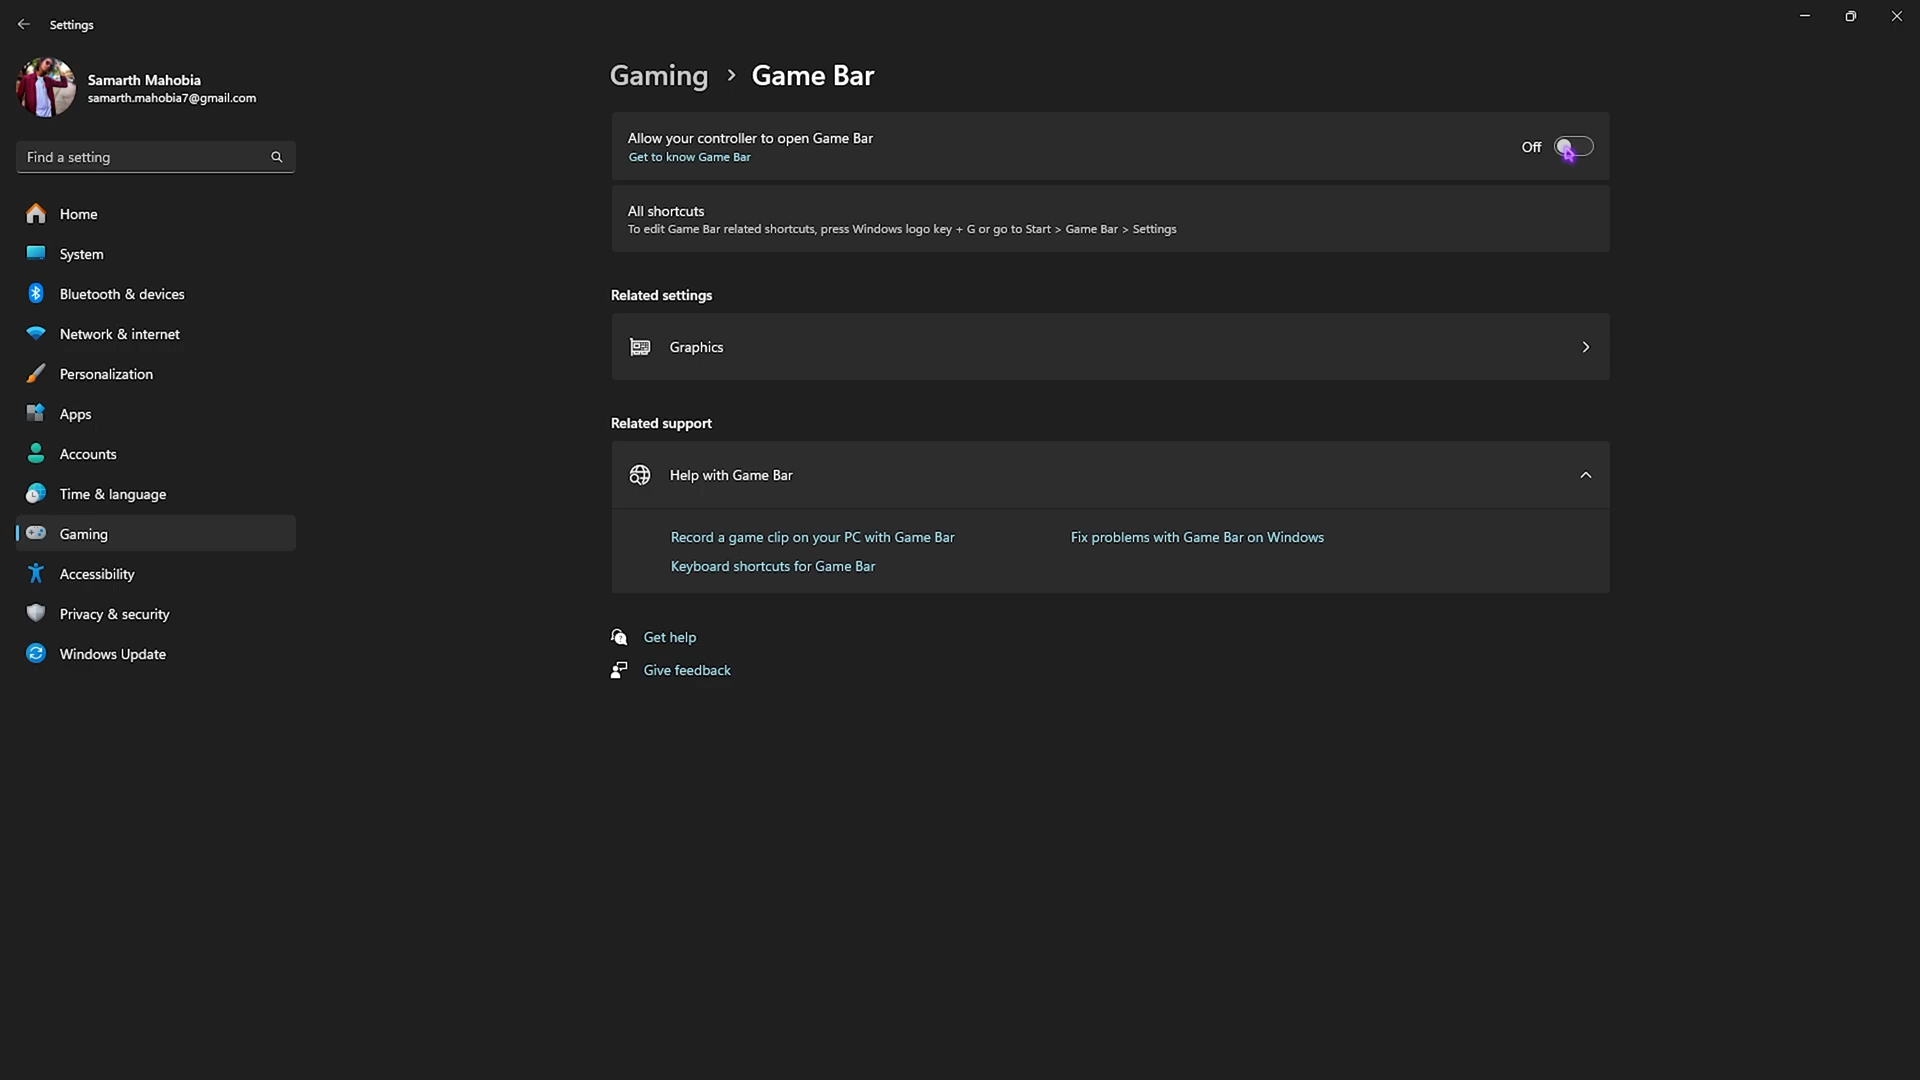 Settings
Samarth Mahobia
samarth.mahobia7@gmail.com
Find a setting
Home
System
Bluetooth & devices
Network & internet
Personalization
Apps
Accounts
Time & language
Gaming
Accessibility
Privacy & security
Windows Update
Gaming > Game Bar
Allow your controller to open Game Bar
Get to know Game Bar
Off
All shortcuts
To edit Game Bar related shortcuts, press Windows logo key + G or go to Start > Game Bar > Settings
Related settings
Graphics
Related support
Help with Game Bar
Record a game clip on your PC with Game Bar
Fix problems with Game Bar on Windows
Keyboard shortcuts for Game Bar
Get help
Give feedback